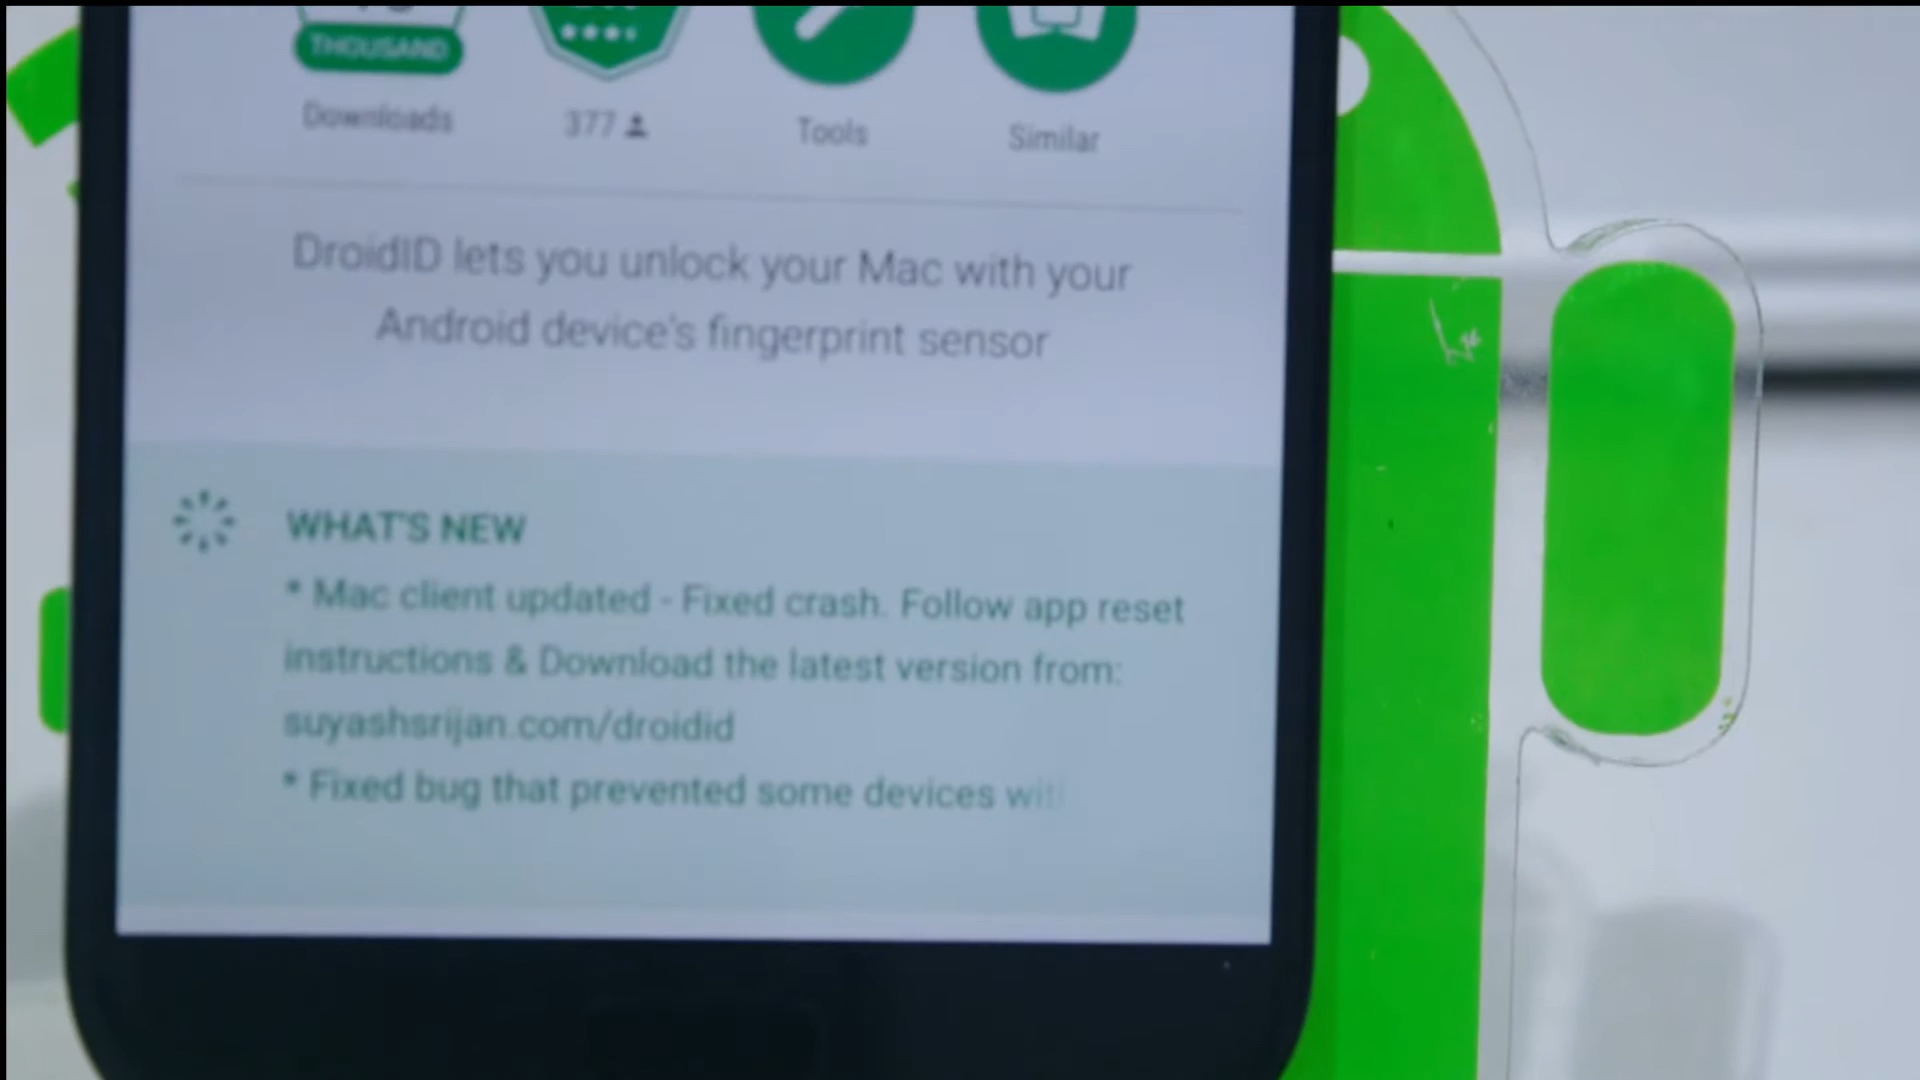 THOUSAND
Downloads 377 Tools Similar
DroidID lets you unlock your Mac with your
Android device's fingerprint sensor
WHAT'S NEW
* Mac client updated - Fixed crash. Follow app reset
instructions & Download the latest version from:
suyashsrijan.com/droidid
* Fixed bug that prevented some devices